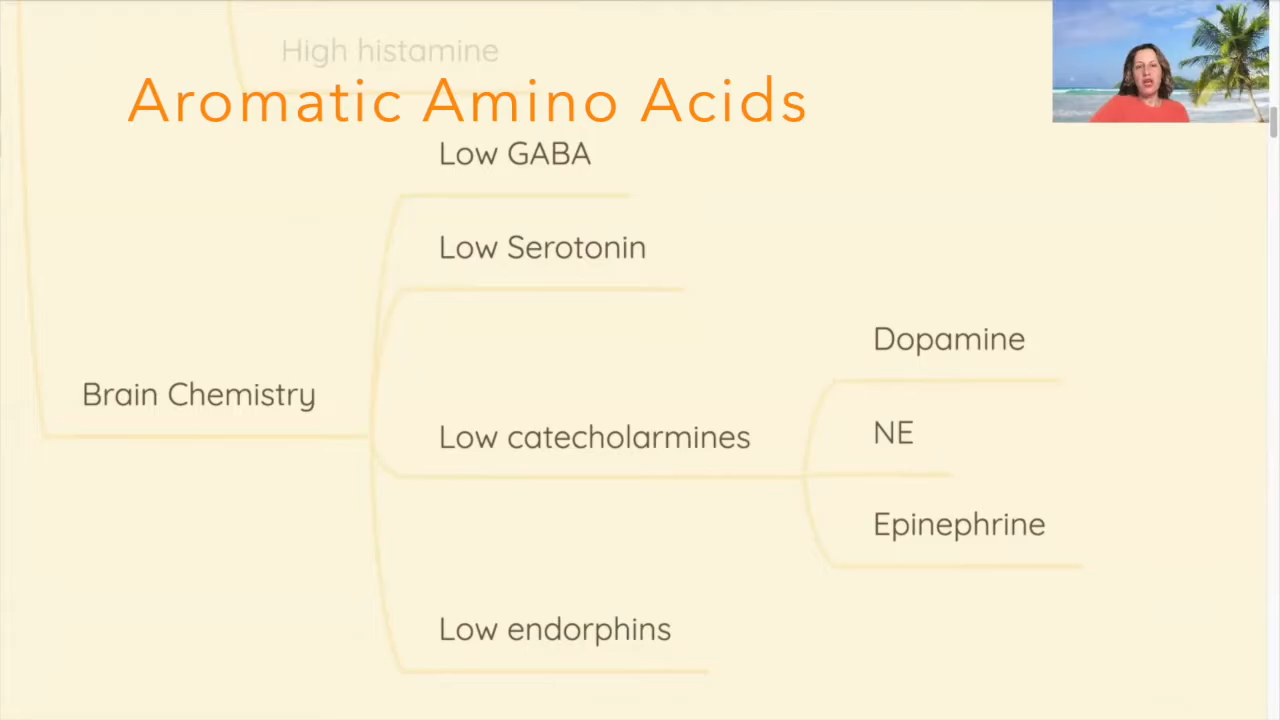 High histamine
Aromatic Amino Acids
Low GABA
Low Serotonin
Dopamine
Brain Chemistry
NE
Low catecholarmines
Epinephrine
Low endorphins